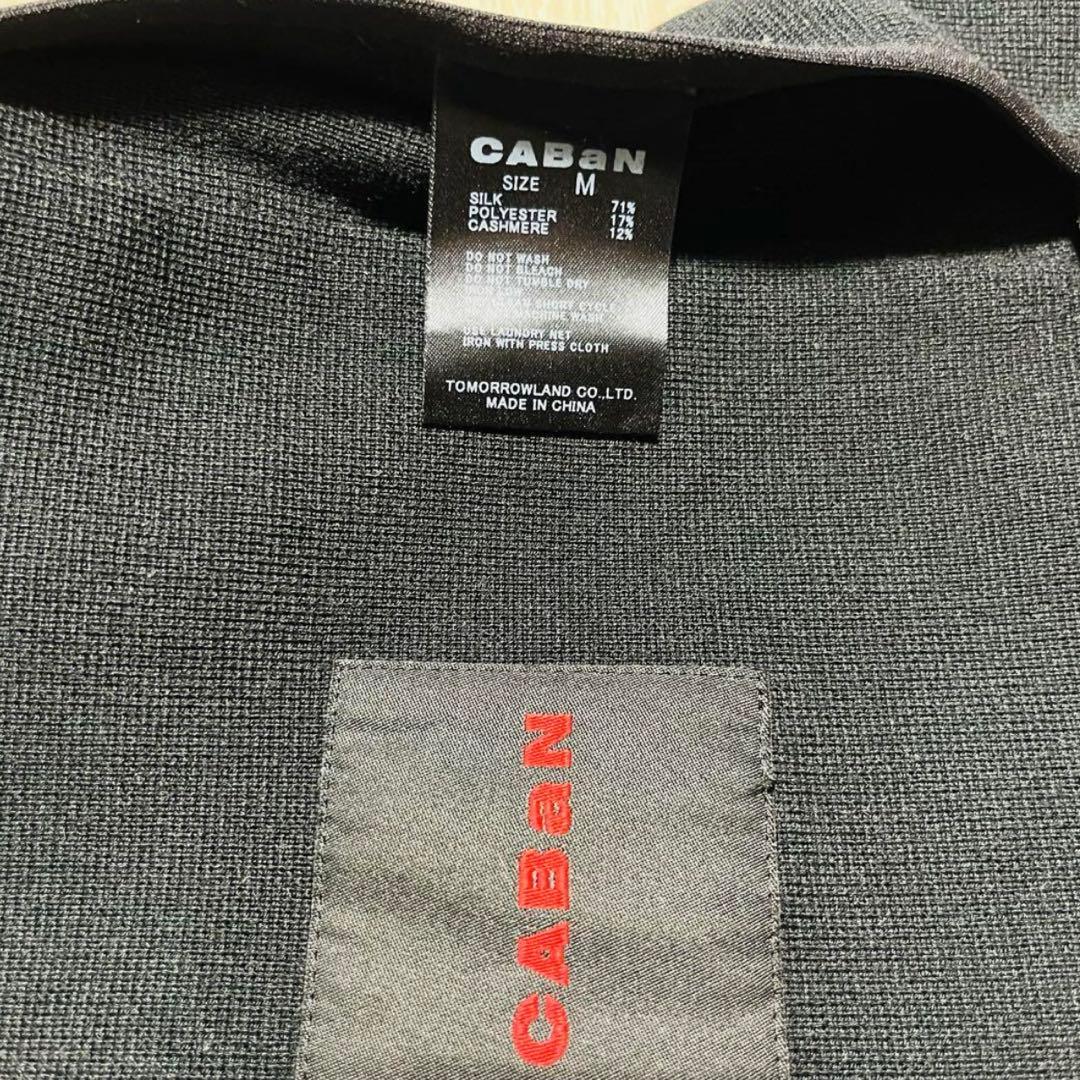 CABaN
SIZE M
SILK 71%
POLYESTER 17%
CASHMERE 12%
DO NOT WASH
DO NOT BLEACH
DO NOT TUMBLE DRY
CLEAN SHORT CYCLE
MACHINE WASH
USE LAUNDRY NET
IRON WITH PRESS CLOTH
TOMORROWLAND CO.,LTD.
MADE IN CHINA
CABaN